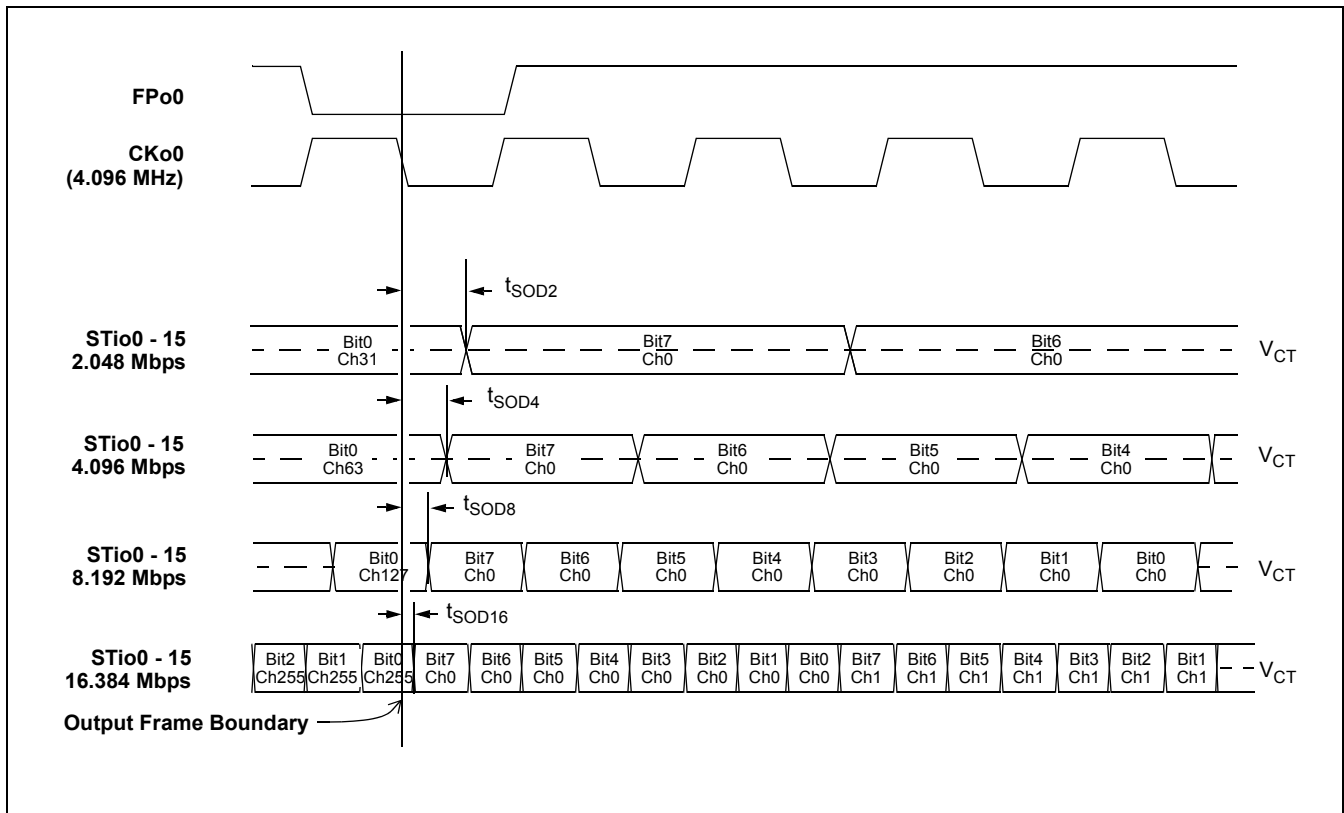 FPo0
CKo0
(4.096 MHz)
tSOD2
STio0 - 15
2.048 Mbps
Bit0
Ch31
Bit7
Ch0
Bit6
Ch0
VCT
tSOD4
STio0 - 15
4.096 Mbps
Bit0
Ch63
Bit7
Ch0
Bit6
Ch0
Bit5
Ch0
Bit4
Ch0
VCT
tSOD8
STio0 - 15
8.192 Mbps
Bit0
Ch127
Bit7
Ch0
Bit6
Ch0
Bit5
Ch0
Bit4
Ch0
Bit3
Ch0
Bit2
Ch0
Bit1
Ch0
Bit0
Ch0
VCT
tSOD16
STio0 - 15
16.384 Mbps
Bit2
Ch255
Bit1
Ch255
Bit0
Ch255
Bit7
Ch0
Bit6
Ch0
Bit5
Ch0
Bit4
Ch0
Bit3
Ch0
Bit2
Ch0
Bit1
Ch0
Bit0
Ch0
Bit7
Ch1
Bit6
Ch1
Bit5
Ch1
Bit4
Ch1
Bit3
Ch1
Bit2
Ch1
Bit1
Ch1
VCT
Output Frame Boundary